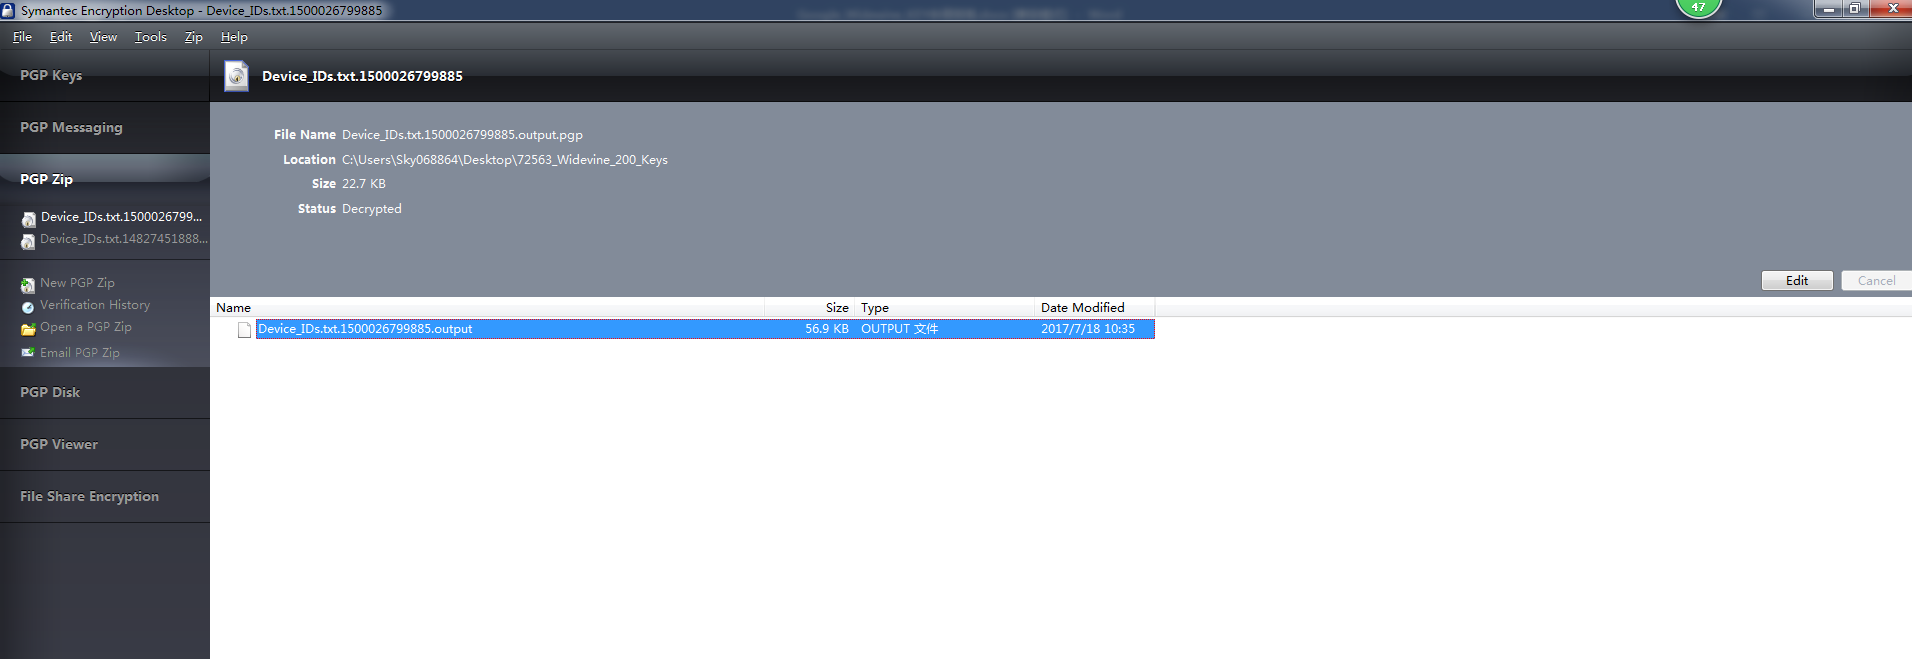 Symantec Encryption Desktop - Device_IDs.txt.1500026799885
47
File Edit View Tools Zip Help
PGP Keys
Device_IDs.txt.1500026799885
PGP Messaging
File Name Device_IDs.txt.1500026799885.output.pgp
Location C:\Users\Sky068864\Desktop\72563_Widevine_200_Keys
Size 22.7 KB
Status Decrypted
PGP Zip
Device_IDs.txt.1500026799...
Device_IDs.txt.14827451888...
New PGP Zip
Verification History
Open a PGP Zip
Email PGP Zip
Edit Cancel
Name Size Type Date Modified
Device_IDs.txt.1500026799885.output 56.9 KB OUTPUT 文件 2017/7/18 10:35
PGP Disk
PGP Viewer
File Share Encryption